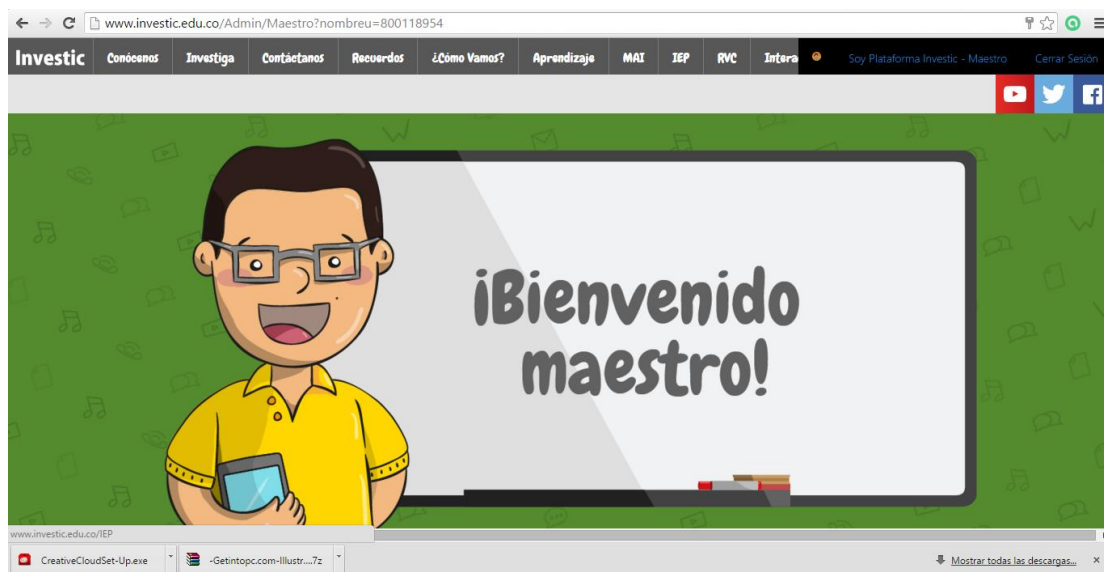 www.investic.edu.co/Admin/Maestro?nombreu=800118954
Investic Conócenos Investiga Contáctanos Recuerdos ¿Cómo Vamos? Aprendizaje MAI IEP RVC Intera Soy Plataforma Investic - Maestro Cerrar Sesión
¡Bienvenido
maestro!
www.investic.edu.co/IEP
CreativeCloudSet-Up.exe -Getintopc.com-Illustr....7z Mostrar todas las descargas...